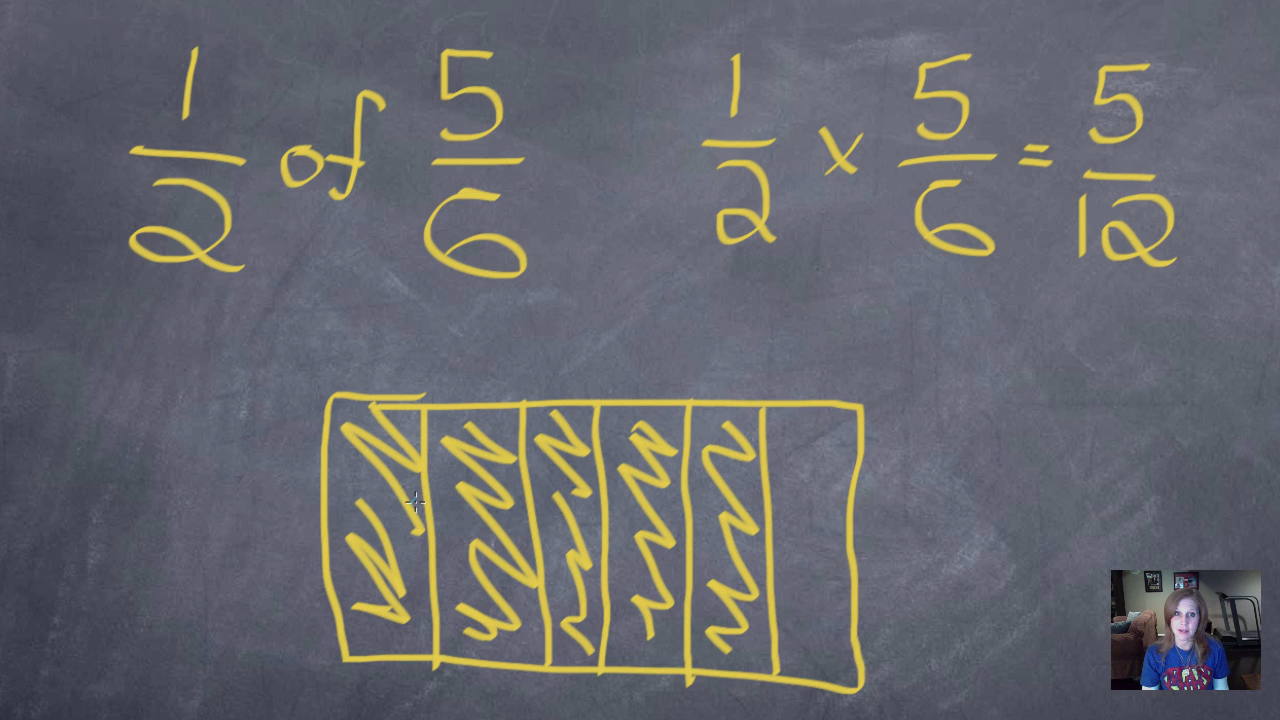 1/2 of 5/6
1/2 x 5/6 = 5/12